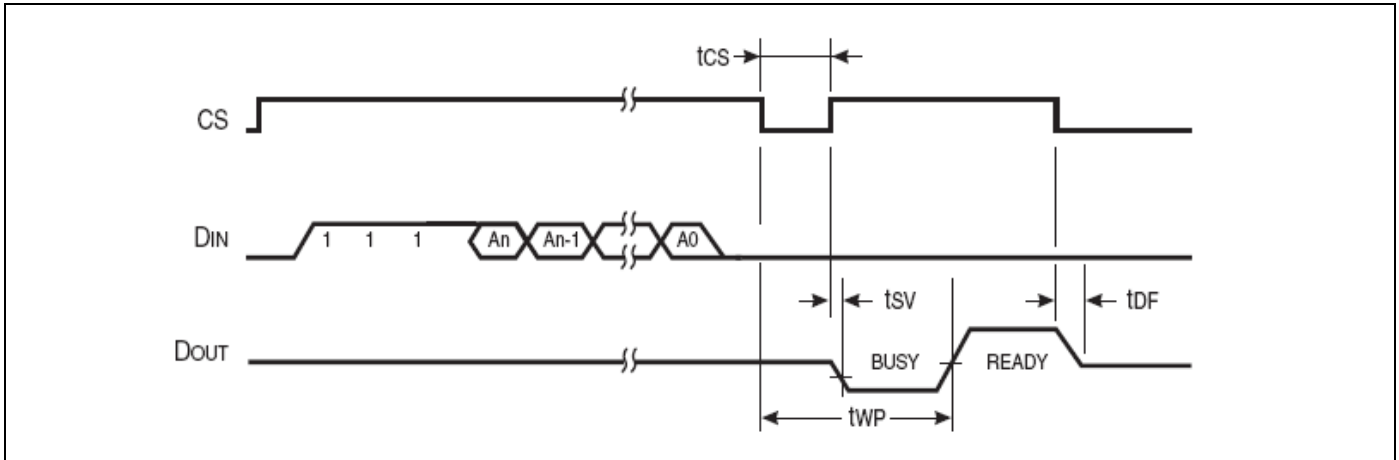 tCS
CS
DIN
1 1 1 An An-1 A0
tSV
tDF
DOUT
BUSY
READY
tWP